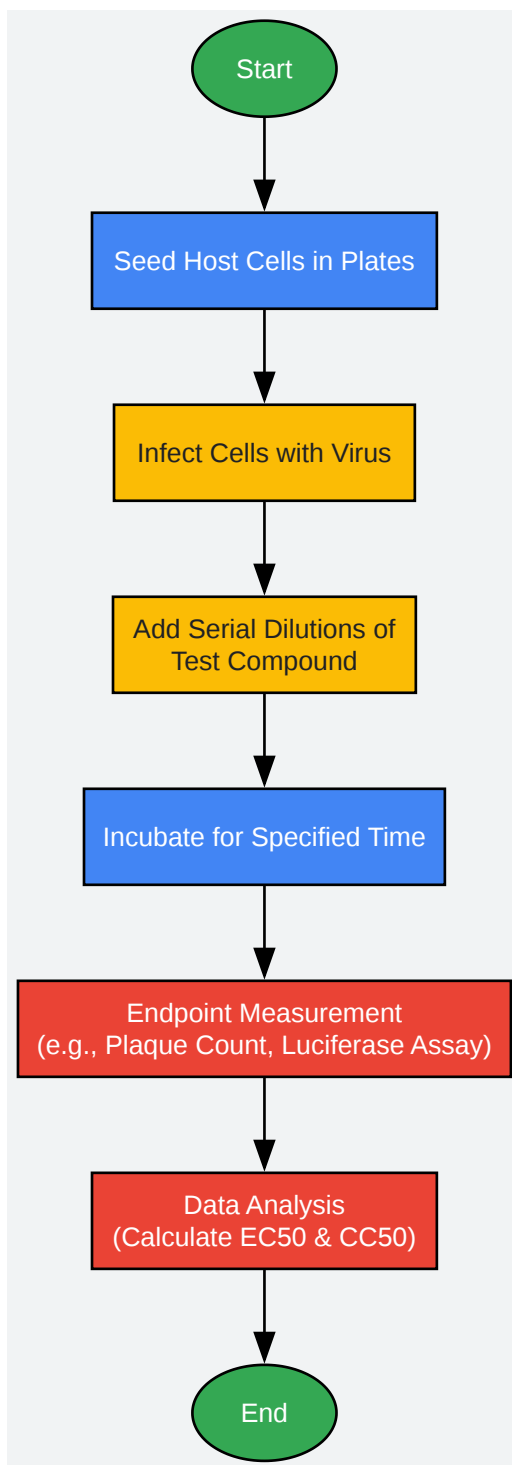 Start
Seed Host Cells in Plates
Infect Cells with Virus
Add Serial Dilutions of
Test Compound
Incubate for Specified Time
Endpoint Measurement
(e.g., Plaque Count, Luciferase Assay)
Data Analysis
(Calculate EC50 & CC50)
End